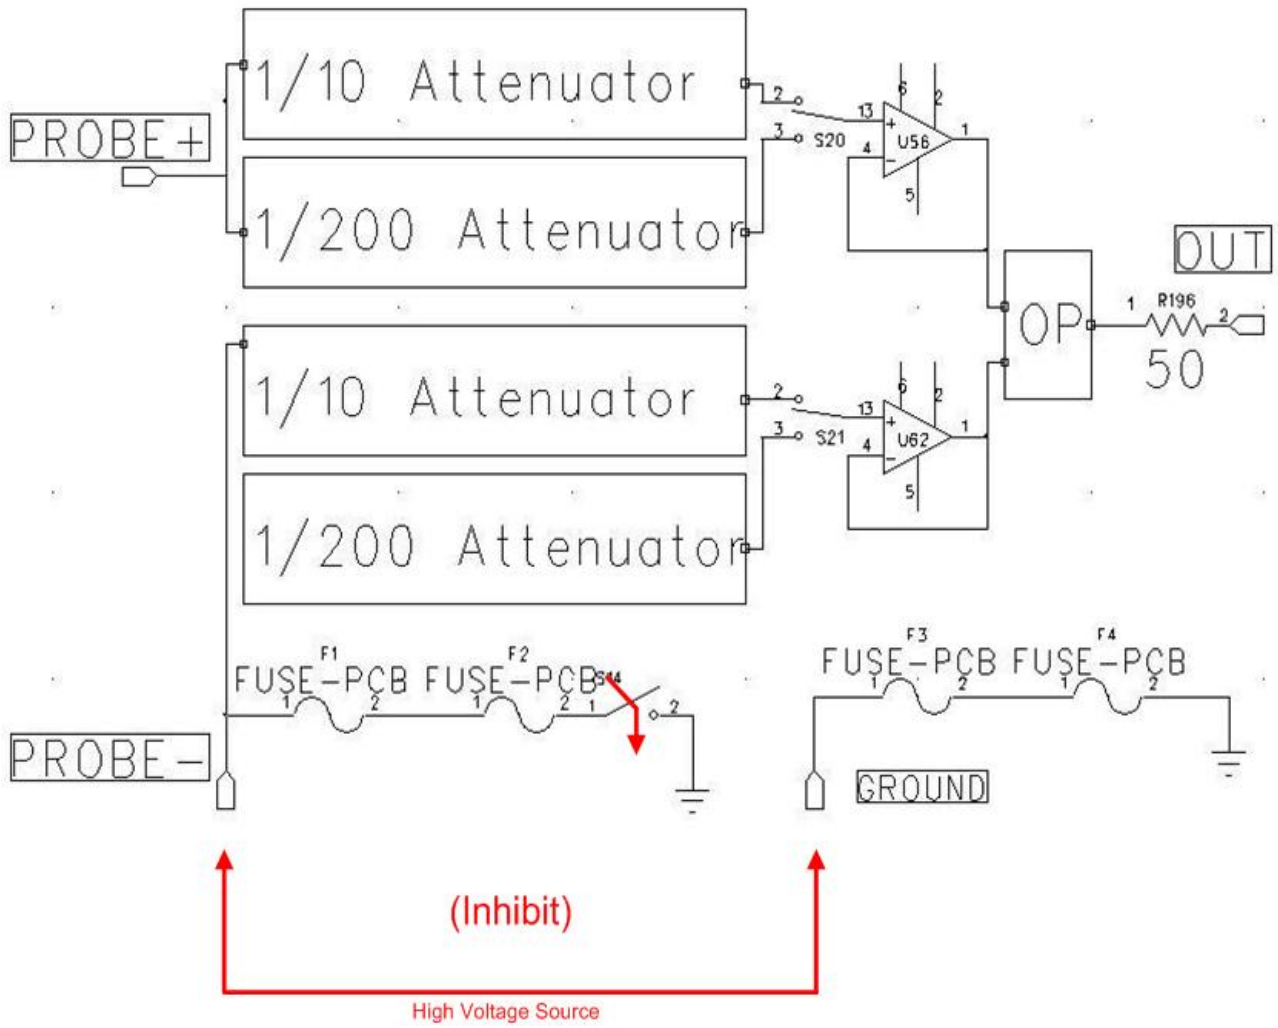 1/10 Attenuator
PROBE+
1/200 Attenuator
2
3
S20
13
4
+
-
U56
6
2
1
5
OUT
OP
1
R196
2
50
1/10 Attenuator
1/200 Attenuator
2
3
S21
13
4
+
-
U62
6
2
1
5
F1
FUSE-PCB
1
2
F2
FUSE-PCB
1
2
1
2
F3
FUSE-PCB
1
2
F4
FUSE-PCB
1
2
PROBE-
GROUND
(Inhibit)
High Voltage Source